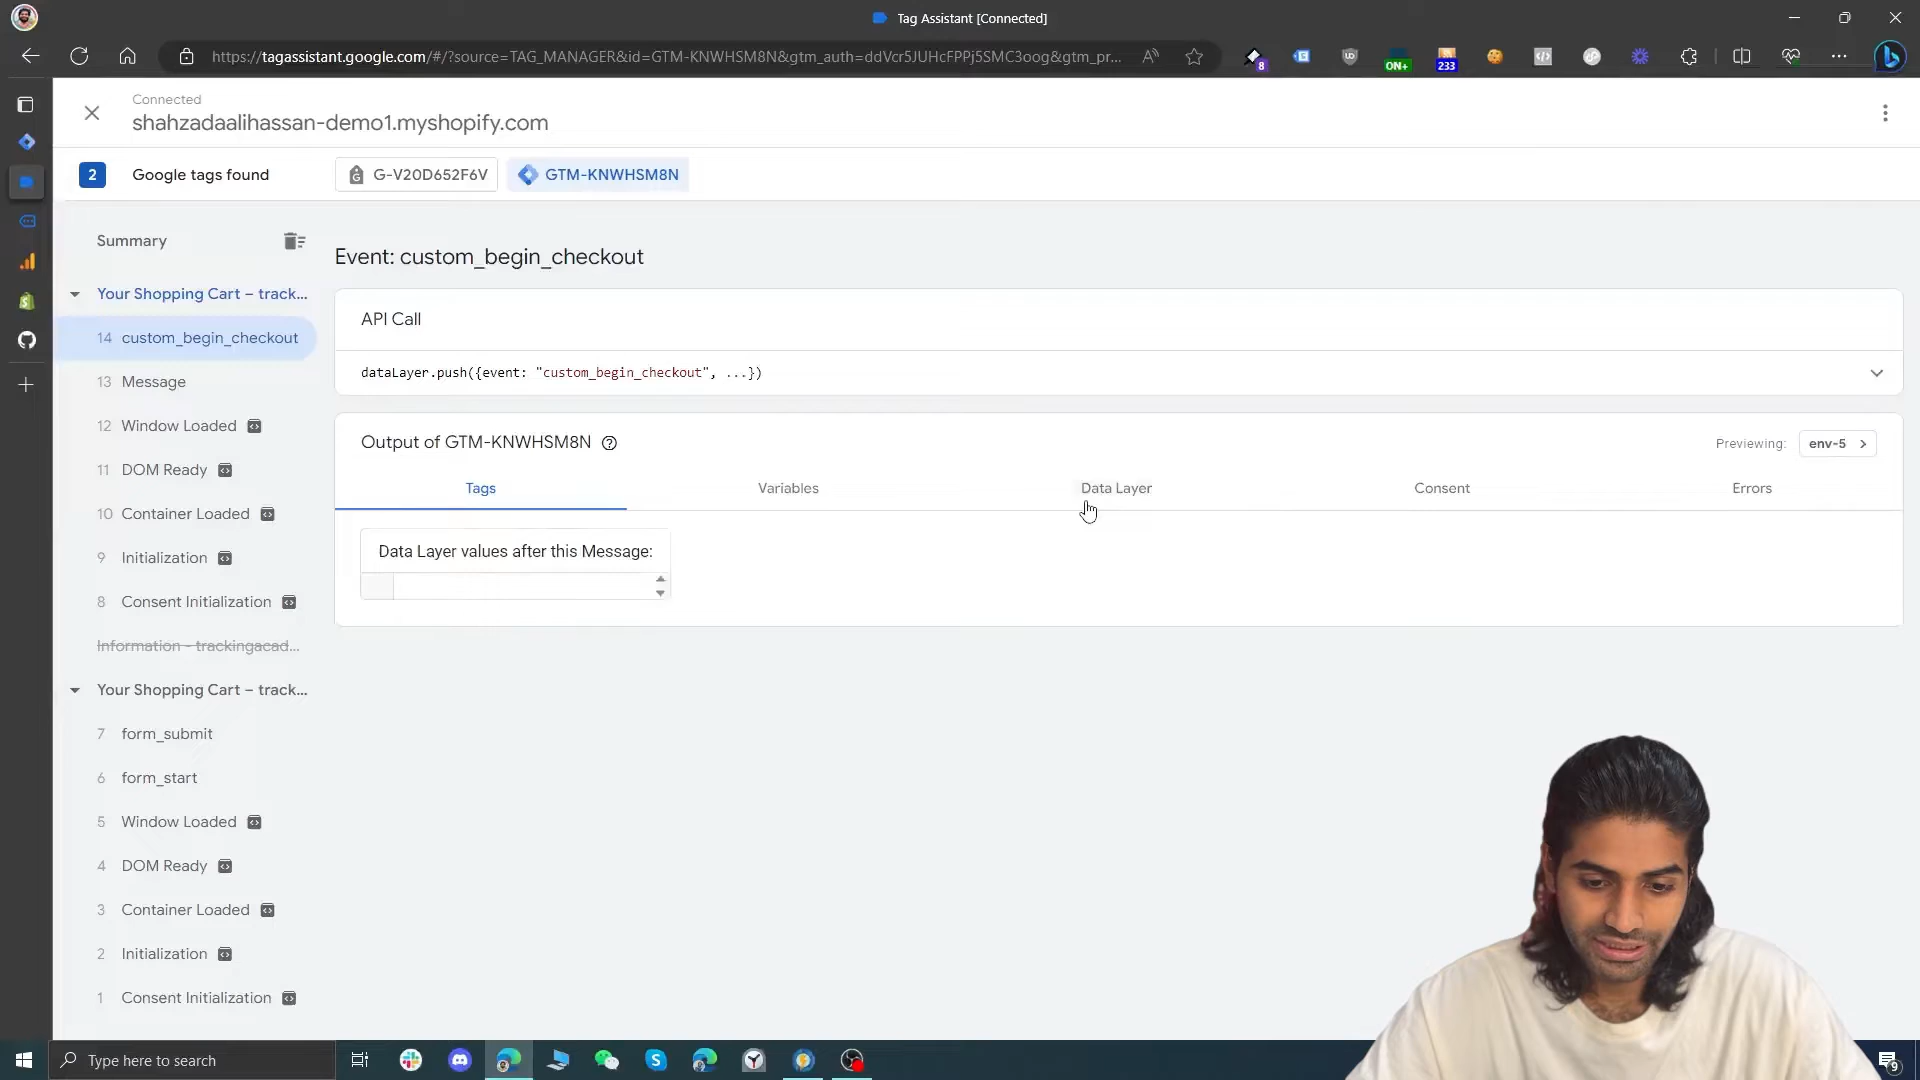 Tag Assistant [Connected]
https://tagassistant.google.com/#/?source=TAG_MANAGER&id=GTM-KNWHSM8N&gtm_auth=ddVcr5JUHcFPPj5SMC3oog&gtm_pr...
8
ON+
233
Connected
shahzadaalihassan-demo1.myshopify.com
2 Google tags found G-V20D652F6V GTM-KNWHSM8N
Summary
Your Shopping Cart – track...
14 custom_begin_checkout
13 Message
12 Window Loaded
11 DOM Ready
10 Container Loaded
9 Initialization
8 Consent Initialization
Information - trackingacad...
Your Shopping Cart – track...
7 form_submit
6 form_start
5 Window Loaded
4 DOM Ready
3 Container Loaded
2 Initialization
1 Consent Initialization
Event: custom_begin_checkout
API Call
dataLayer.push({event: "custom_begin_checkout", ...})
Output of GTM-KNWHSM8N
Previewing: env-5
Tags Variables Data Layer Consent Errors
Data Layer values after this Message:
Type here to search
9